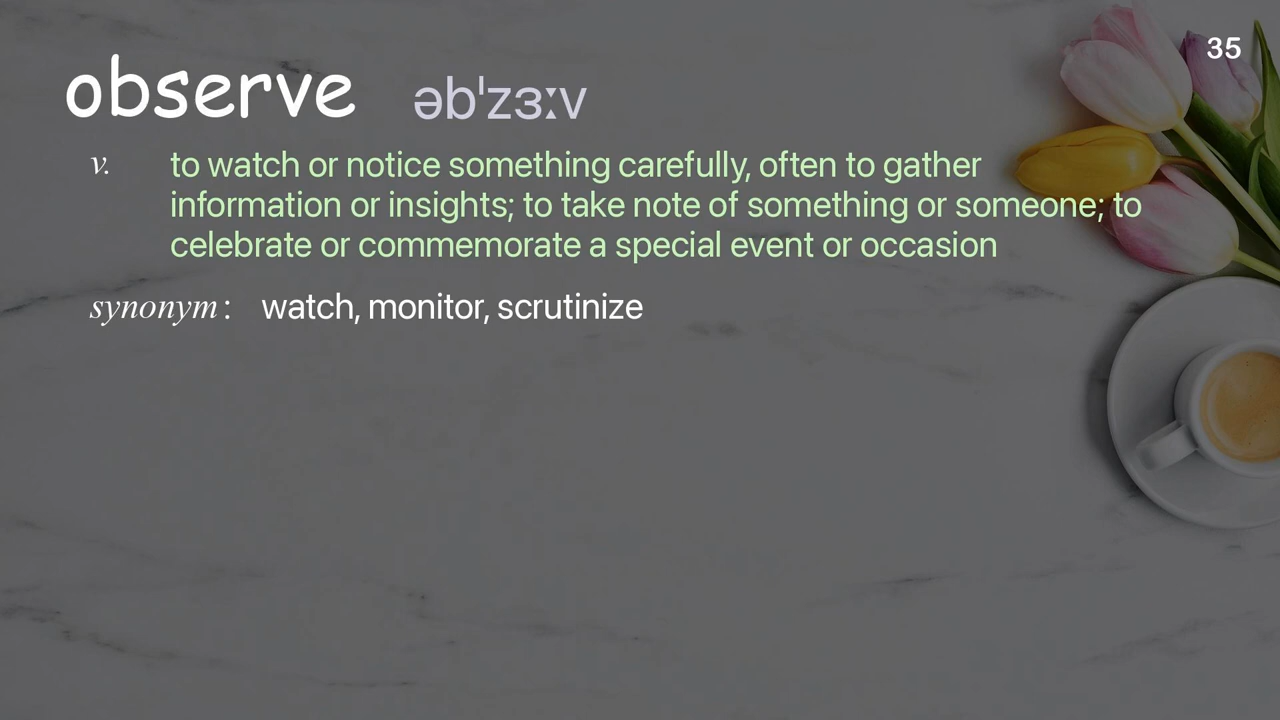 35
observe əbˈzɜːv
v. to watch or notice something carefully, often to gather
information or insights; to take note of something or someone; to
celebrate or commemorate a special event or occasion
synonym : watch, monitor, scrutinize